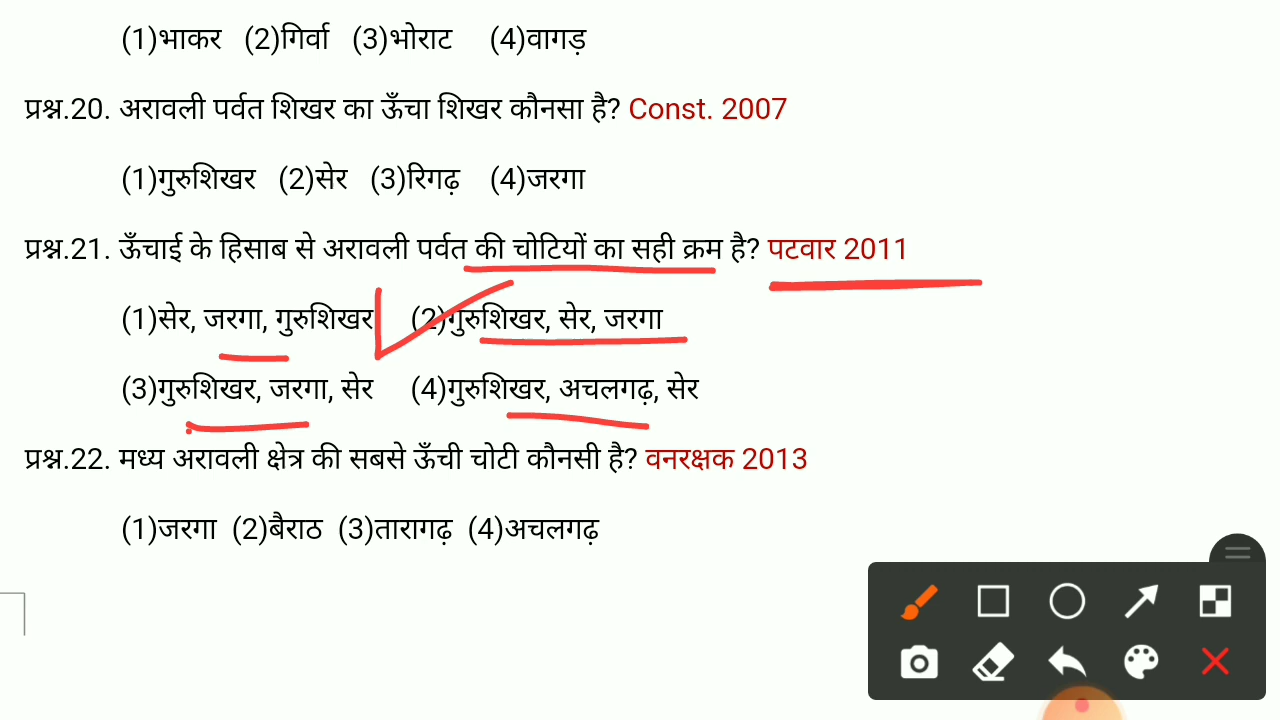 (1)भाकर (2)गिर्वा (3)भोराट (4)वागड़
प्रश्न.20. अरावली पर्वत शिखर का ऊँचा शिखर कौनसा है? Const. 2007
(1)गुरुशिखर (2)सेर (3)रिगढ़ (4)जरगा
प्रश्न.21. ऊँचाई के हिसाब से अरावली पर्वत की चोटियों का सही क्रम है? पटवार 2011
(1)सेर, जरगा, गुरुशिखर (2)गुरुशिखर, सेर, जरगा
(3)गुरुशिखर, जरगा, सेर (4)गुरुशिखर, अचलगढ़, सेर
प्रश्न.22. मध्य अरावली क्षेत्र की सबसे ऊँची चोटी कौनसी है? वनरक्षक 2013
(1)जरगा (2)बैराठ (3)तारागढ़ (4)अचलगढ़